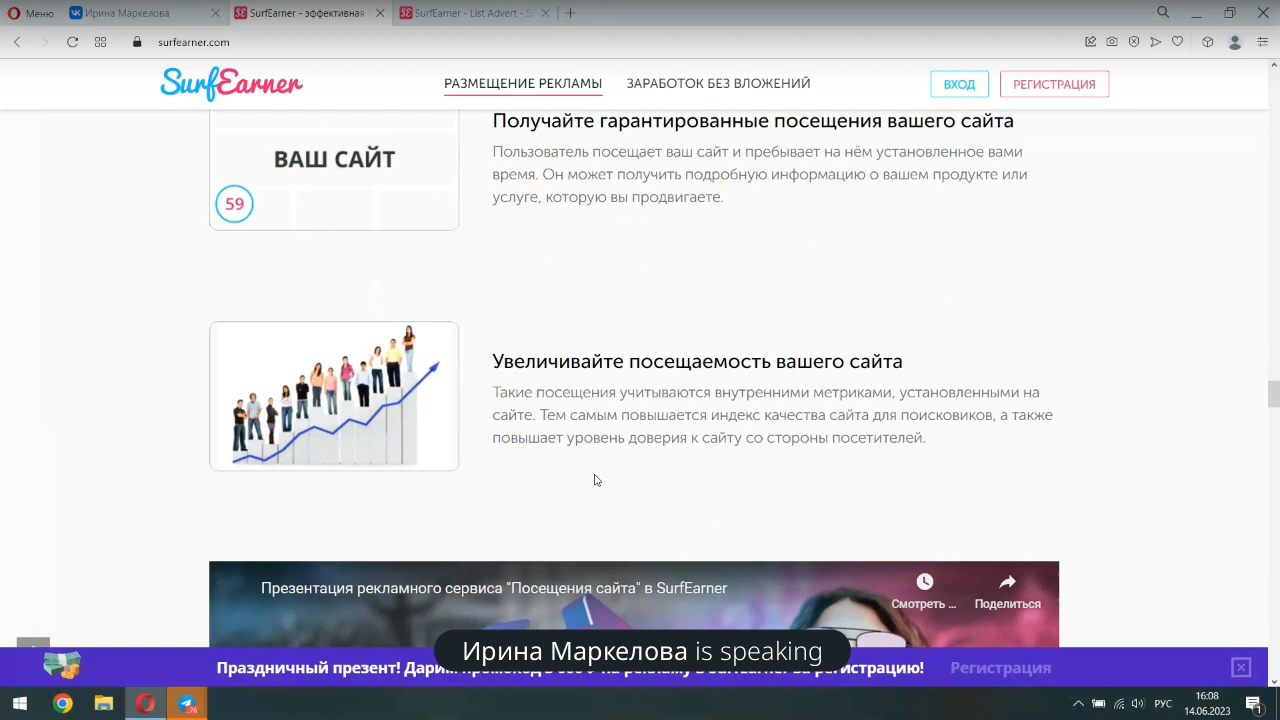 Меню
Ирина Маркелова
SurfEarner - эффективная
SurfEarner - List Advert - S
surfearner.com
SurfEarner
РАЗМЕЩЕНИЕ РЕКЛАМЫ
ЗАРАБОТОК БЕЗ ВЛОЖЕНИЙ
ВХОД
РЕГИСТРАЦИЯ
ВАШ САЙТ
59
Получайте гарантированные посещения вашего сайта
Пользователь посещает ваш сайт и пребывает на нём установленное вами
время. Он может получить подробную информацию о вашем продукте или
услуге, которую вы продвигаете.
Увеличивайте посещаемость вашего сайта
Такие посещения учитываются внутренними метриками, установленными на
сайте. Тем самым повышается индекс качества сайта для поисковиков, а также
повышает уровень доверия к сайту со стороны посетителей.
Презентация рекламного сервиса "Посещения сайта" в SurfEarner
Смотреть ...
Поделиться
Ирина Маркелова is speaking
Праздничный презент! Дарим
за регистрацию!
Регистрация
76
РУС
16:08
14.06.2023
1